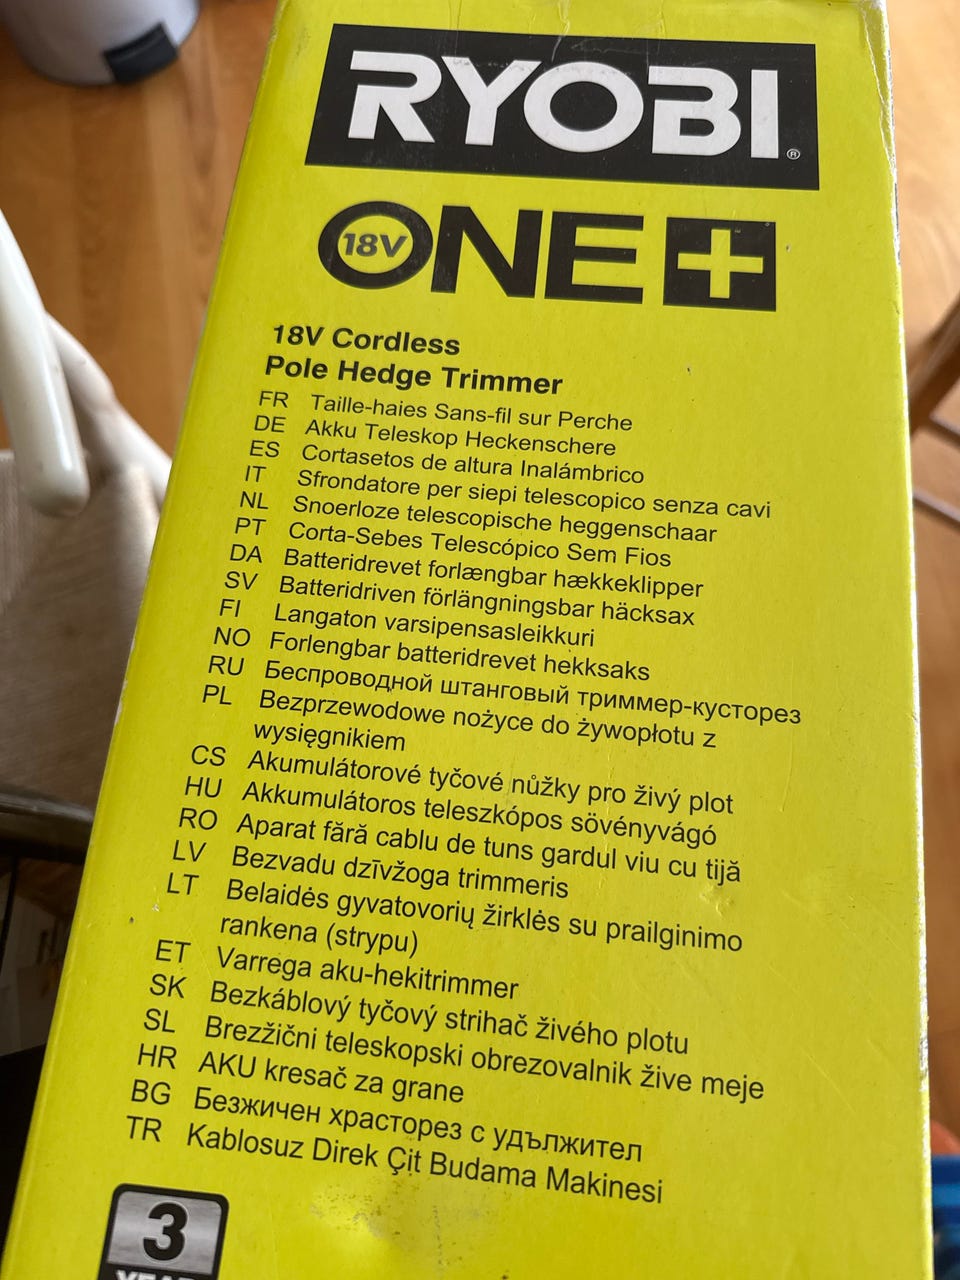 RYOBI®
18V ONE+
18V Cordless
Pole Hedge Trimmer
FR Taille-haies Sans-fil sur Perche
DE Akku Teleskop Heckenschere
ES Cortasetos de altura Inalámbrico
IT Sfrondatore per siepi telescopico senza cavi
NL Snoerloze telescopische heggenschaar
PT Corta-Sebes Telescópico Sem Fios
DA Batteridrevet forlængbar hækkeklipper
SV Batteridriven förlängningsbar häcksax
FI Langaton varsipensasleikkuri
NO Forlengbar batteridrevet hekksaks
RU Беспроводной штанговый триммер-кусторез
PL Bezprzewodowe nożyce do żywopłotu z
wysięgnikiem
CS Akumulátorové tyčové nůžky pro živý plot
HU Akkumulátoros teleszkópos sövényvágó
RO Aparat fără cablu de tuns gardul viu cu tijă
LV Bezvadu dzīvžoga trimmeris
LT Belaidės gyvatovorių žirklės su prailginimo
rankena (strypu)
ET Varrega aku-hekitrimmer
SK Bezkáblový tyčový strihač živého plotu
SL Brezžični teleskopski obrezovalnik žive meje
HR AKU kresač za grane
BG Безжичен храсторез с удължител
TR Kablosuz Direk Çit Budama Makinesi
3
YEAR